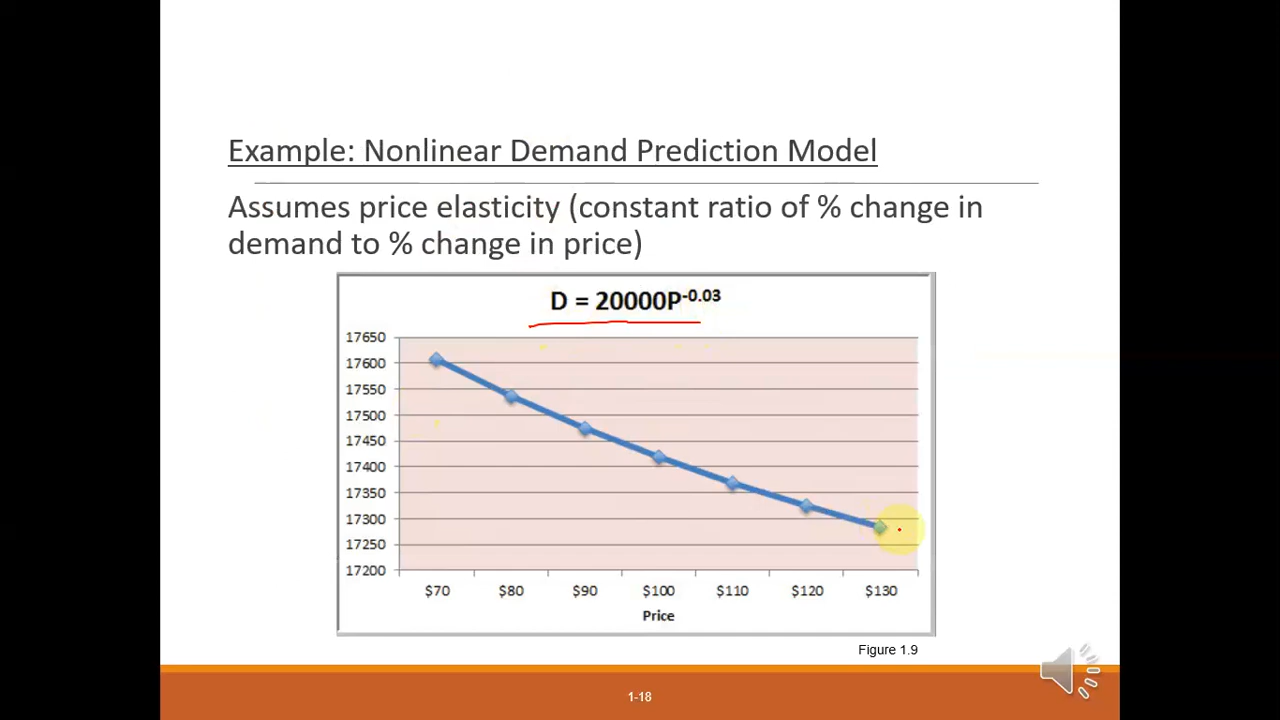 Example: Nonlinear Demand Prediction Model
Assumes price elasticity (constant ratio of % change in
demand to % change in price)
D = 20000P-0.03
17650
17600
17550
17500
17450
17400
17350
17300
17250
17200
$70 $80 $90 $100 $110 $120 $130
Price
Figure 1.9
1-18